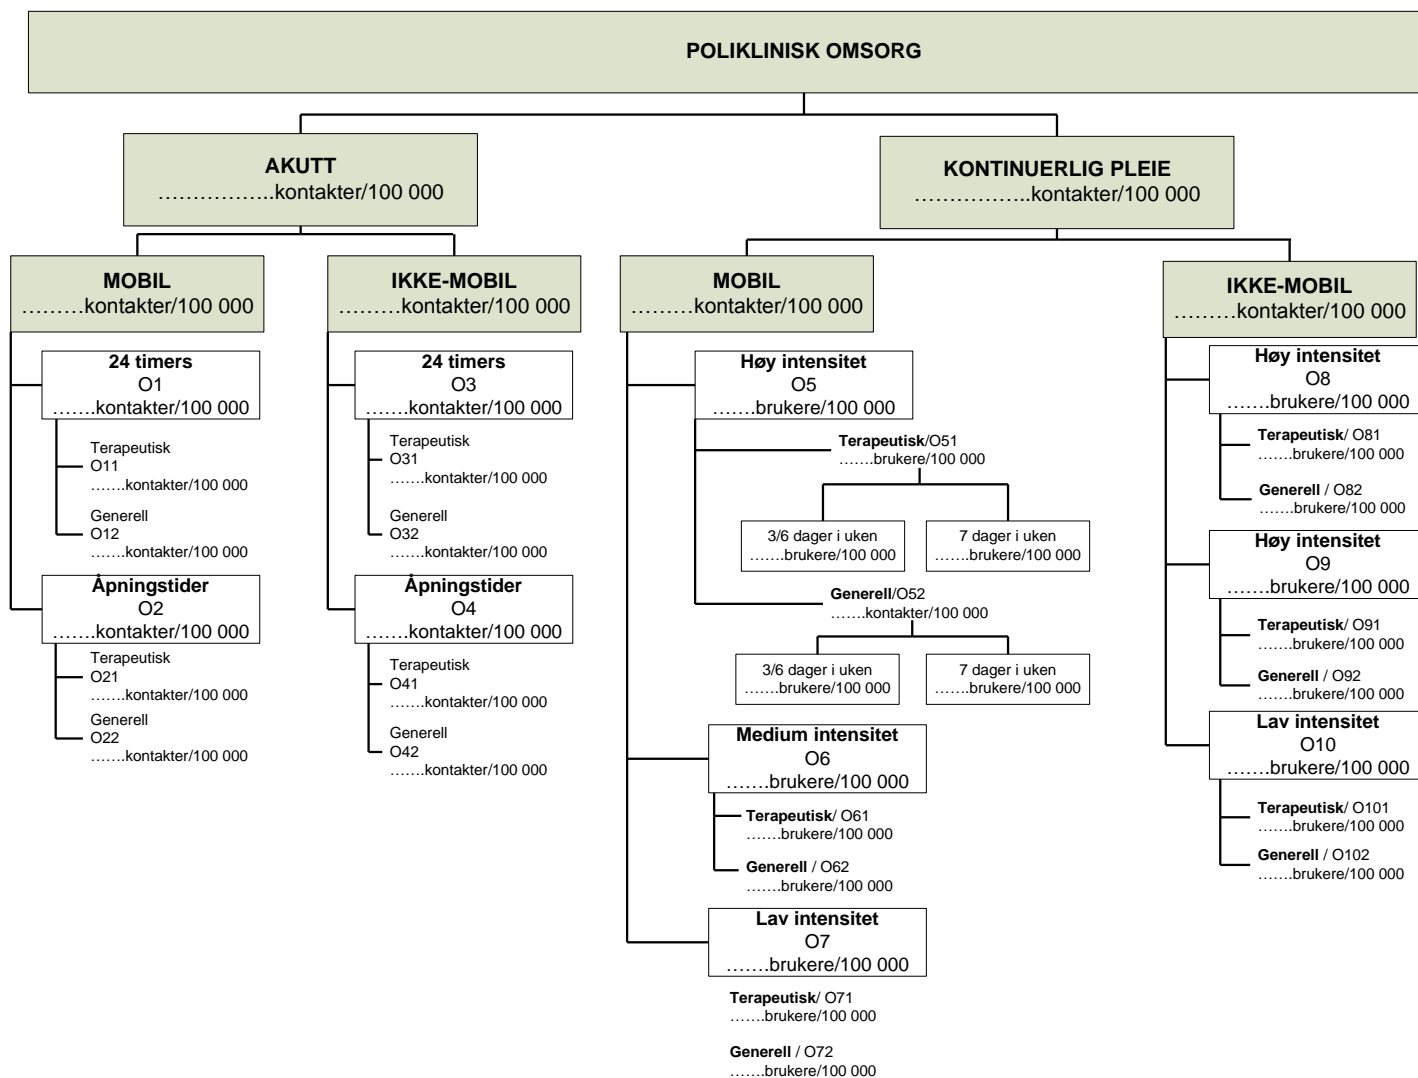 POLIKLINISK OMSORG
AKUTT
……………..kontakter/100 000
KONTINUERLIG PLEIE
……………..kontakter/100 000
MOBIL
………kontakter/100 000
IKKE-MOBIL
………kontakter/100 000
MOBIL
………kontakter/100 000
IKKE-MOBIL
………kontakter/100 000
24 timers
O1
…….kontakter/100 000
Terapeutisk
O11
…….kontakter/100 000
Generell
O12
…….kontakter/100 000
Åpningstider
O2
…….kontakter/100 000
Terapeutisk
O21
…….kontakter/100 000
Generell
O22
…….kontakter/100 000
24 timers
O3
…….kontakter/100 000
Terapeutisk
O31
…….kontakter/100 000
Generell
O32
…….kontakter/100 000
Åpningstider
O4
…….kontakter/100 000
Terapeutisk
O41
…….kontakter/100 000
Generell
O42
…….kontakter/100 000
Høy intensitet
O5
…….brukere/100 000
Terapeutisk/O51
…….brukere/100 000
3/6 dager i uken
…….brukere/100 000
7 dager i uken
…….brukere/100 000
Generell/O52
…….kontakter/100 000
3/6 dager i uken
…….brukere/100 000
7 dager i uken
…….brukere/100 000
Medium intensitet
O6
…….brukere/100 000
Terapeutisk/ O61
…….brukere/100 000
Generell / O62
…….brukere/100 000
Lav intensitet
O7
…….brukere/100 000
Terapeutisk/ O71
…….brukere/100 000
Generell / O72
…….brukere/100 000
Høy intensitet
O8
…….brukere/100 000
Terapeutisk/ O81
…….brukere/100 000
Generell / O82
…….brukere/100 000
Høy intensitet
O9
…….brukere/100 000
Terapeutisk/ O91
…….brukere/100 000
Generell / O92
…….brukere/100 000
Lav intensitet
O10
…….brukere/100 000
Terapeutisk/ O101
…….brukere/100 000
Generell / O102
…….brukere/100 000